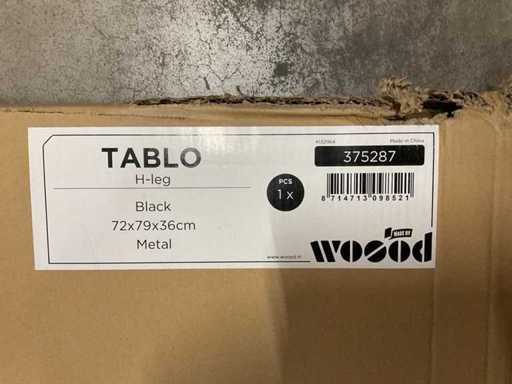 TABLO
H-leg
Black
72x79x36cm
Metal
PCS
1 x
Made in China
375287
8 714713 098521
MADE BY
woood
www.woood.nl